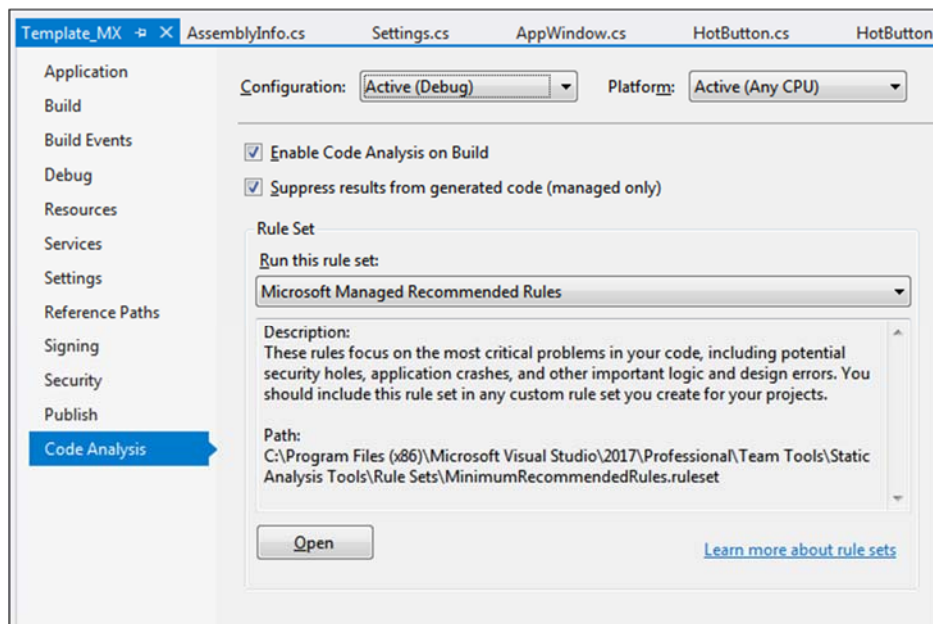 Template_MX AssemblyInfo.cs Settings.cs AppWindow.cs HotButton.cs HotButton
Application
Build
Build Events
Debug
Resources
Services
Settings
Reference Paths
Signing
Security
Publish
Code Analysis
Configuration: Active (Debug) Platform: Active (Any CPU)
Enable Code Analysis on Build
Suppress results from generated code (managed only)
Rule Set
Run this rule set:
Microsoft Managed Recommended Rules
Description:
These rules focus on the most critical problems in your code, including potential
security holes, application crashes, and other important logic and design errors. You
should include this rule set in any custom rule set you create for your projects.
Path:
C:\Program Files (x86)\Microsoft Visual Studio\2017\Professional\Team Tools\Static
Analysis Tools\Rule Sets\MinimumRecommendedRules.ruleset
Open
Learn more about rule sets